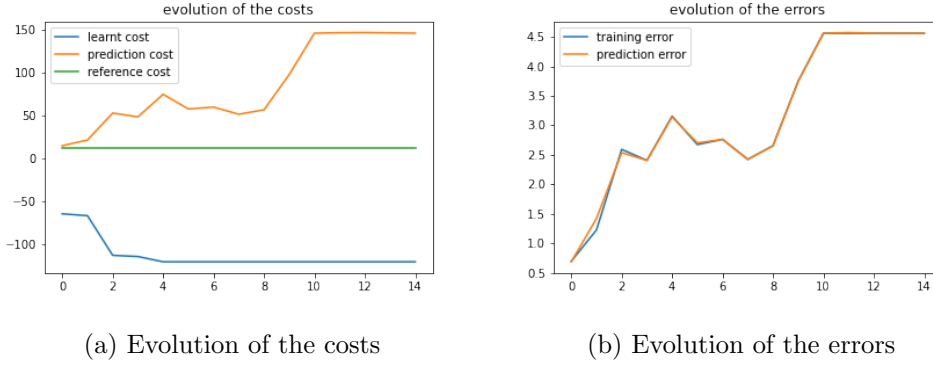 evolution of the costs
150
100
50
0
−50
−100
learnt cost
prediction cost
reference cost
0 2 4 6 8 10 12 14
(a) Evolution of the costs
evolution of the errors
4.5
4.0
3.5
3.0
2.5
2.0
1.5
1.0
0.5
training error
prediction error
0 2 4 6 8 10 12 14
(b) Evolution of the errors